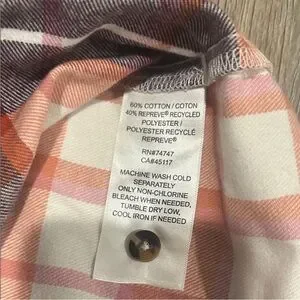 60% COTTON / COTON
40% REPREVE® RECYCLED
POLYESTER /
POLYESTER RECYCLÉ
REPREVE®
RN#74747
CA#45117
MACHINE WASH COLD
SEPARATELY
ONLY NON-CHLORINE
BLEACH WHEN NEEDED,
TUMBLE DRY LOW,
COOL IRON IF NEEDED